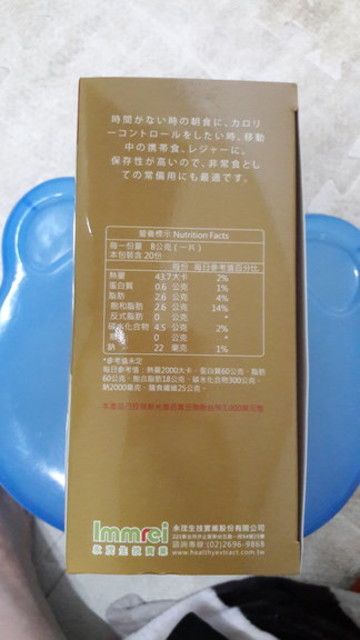 時間がない時の朝食に、カロリ
ーコントロールをしたい時、移動
中の携帯食、レジャーに。
保存性が高いので、非常食とし
ての常備用にも最適です。
營養標示 Nutrition Facts
每一份量 8公克(一片)
本包裝含 20份
每份 每日參考值百分比
熱量 43.7大卡 2%
蛋白質 0.6 公克 1%
脂肪 2.6 公克 4%
飽和脂肪 2.6 公克 14%
反式脂肪 0 公克 *
碳水化合物 4.5 公克 2%
糖 0 公克 *
鈉 22 毫克 1%
*參考值未定
每日參考值:熱量2000大卡、蛋白質60公克、脂肪
60公克、飽和脂肪18公克、碳水化合物300公克、
鈉2000毫克、膳食纖維25公克。
Immrei 永茂生技實業股份有限公司
永茂生技實業
諮詢專線 (02)2696-9868
www.healthyextract.com.tw